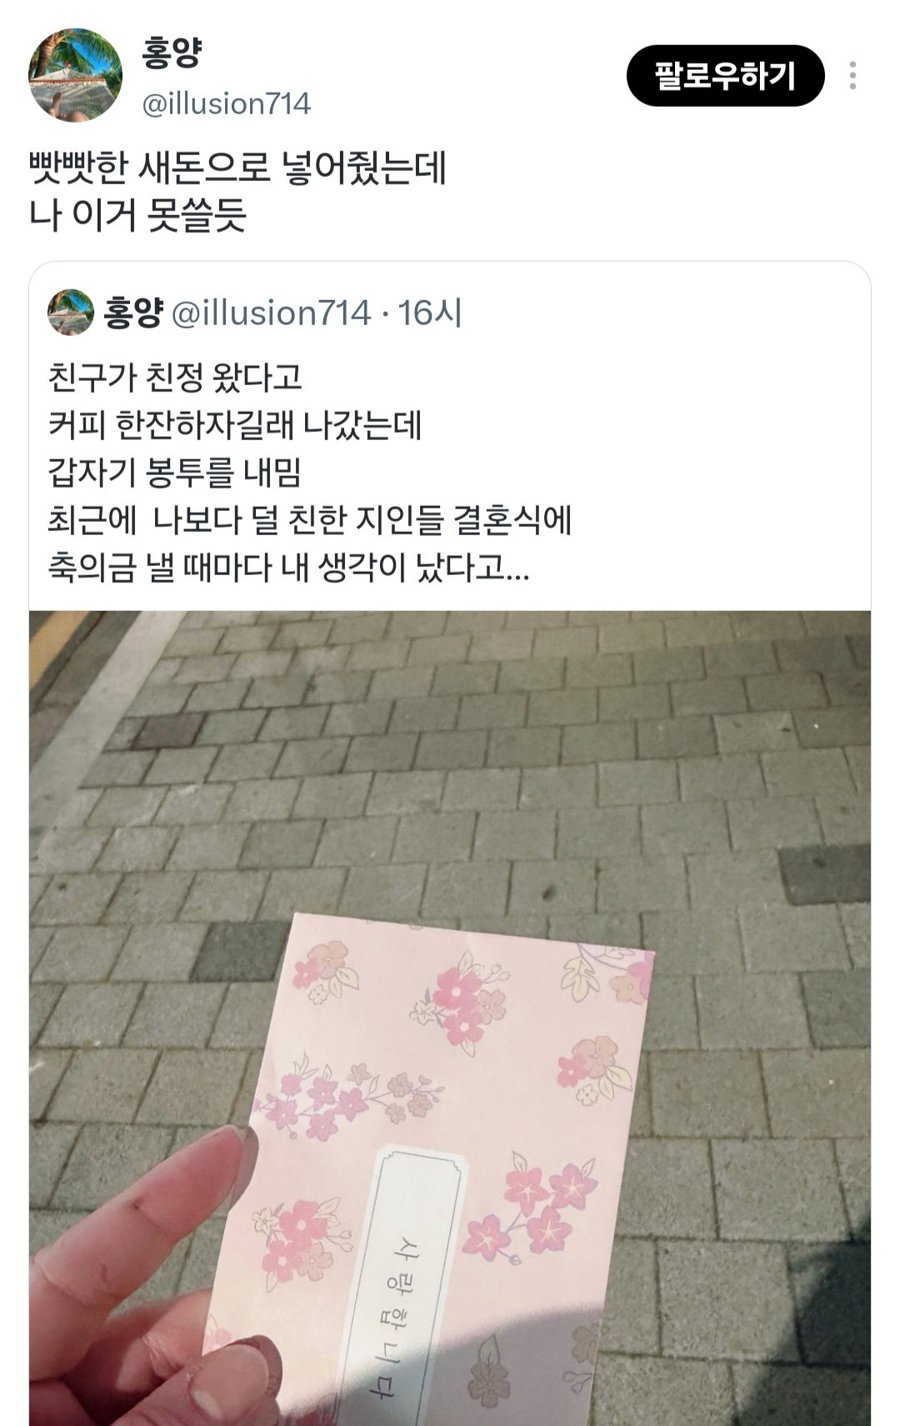 홍양
@illusion714
팔로우하기
빳빳한 새돈으로 넣어줬는데
나 이거 못쓸듯
홍양 @illusion714 · 16시
친구가 친정 왔다고
커피 한잔하자길래 나갔는데
갑자기 봉투를 내밈
최근에  나보다 덜 친한 지인들 결혼식에
축의금 낼 때마다 내 생각이 났다고...
사랑합니다